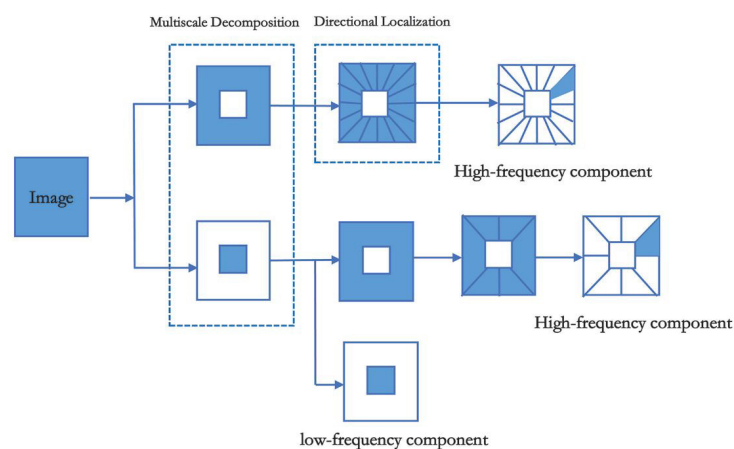 Multiscale Decomposition
Directional Localization
High-frequency component
Image
High-frequency component
low-frequency component